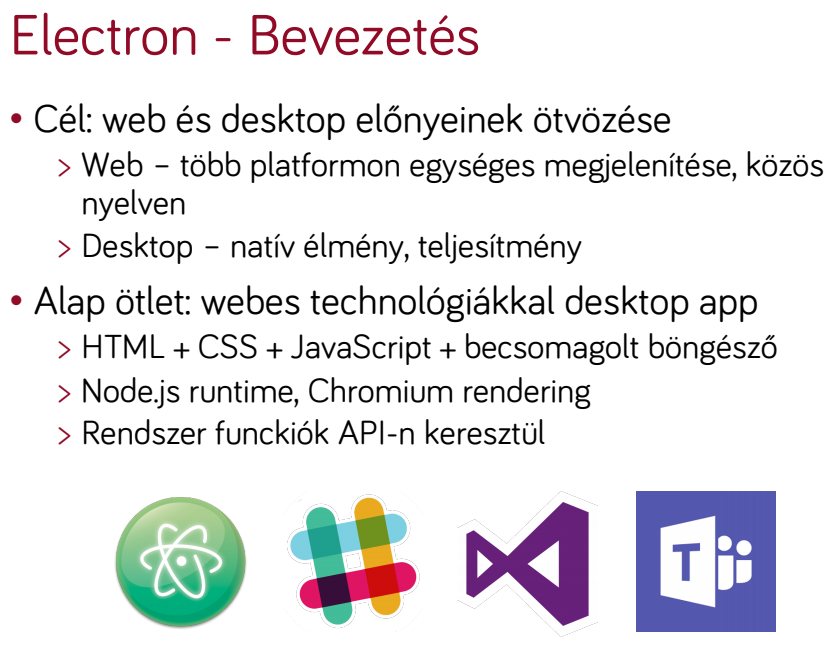 Electron - Bevezetés
• Cél: web és desktop előnyeinek ötvözése
> Web – több platformon egységes megjelenítése, közös
nyelven
> Desktop – natív élmény, teljesítmény
• Alap ötlet: webes technológiákkal desktop app
> HTML + CSS + JavaScript + becsomagolt böngésző
> Node.js runtime, Chromium rendering
> Rendszer funckiók API-n keresztül
T